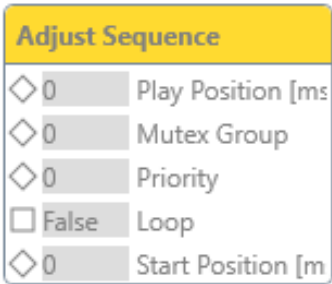 Adjust Sequence
0 Play Position [ms
0 Mutex Group
0 Priority
False Loop
0 Start Position [m